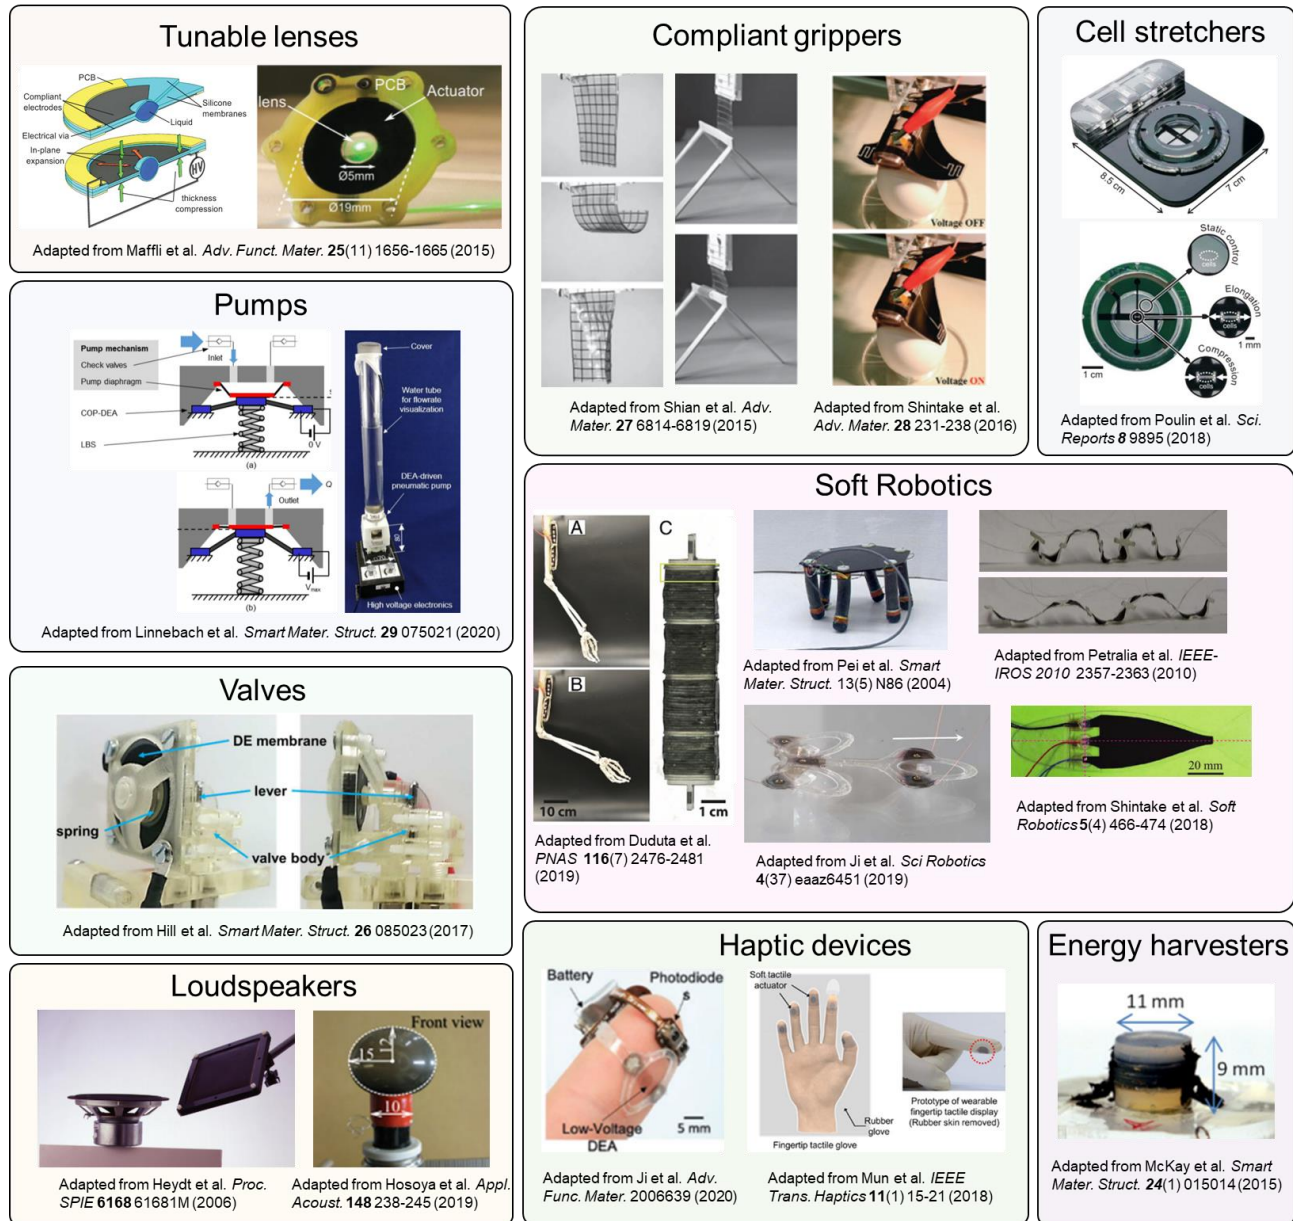 Tunable lenses
PCB
Compliant
electrodes
Silicone
membranes
Liquid
Electrical via
In-plane
expansion
HV
thickness
compression
lens
PCB
Actuator
Ø5mm
Ø19mm
Adapted from Maffli et al. Adv. Funct. Mater. 25(11) 1656-1665 (2015)
Pumps
Pump mechanism
Check valves
Inlet
Pump diaphragm
COP-DEA
LBS
0 V
(a)
Q
Outlet
Vmax
(b)
Cover
Water tube
for flowrate
visualization
DEA-driven
pneumatic pump
High voltage electronics
Adapted from Linnebach et al. Smart Mater. Struct. 29 075021 (2020)
Valves
DE membrane
lever
spring
valve body
Adapted from Hill et al. Smart Mater. Struct. 26 085023 (2017)
Loudspeakers
Front view
15
12
10
Adapted from Heydt et al. Proc.
SPIE 6168 61681M (2006)
Adapted from Hosoya et al. Appl.
Acoust. 148 238-245 (2019)
Compliant grippers
Voltage OFF
Voltage ON
Adapted from Shian et al. Adv.
Mater. 27 6814-6819 (2015)
Adapted from Shintake et al.
Adv. Mater. 28 231-238 (2016)
Cell stretchers
8.5 cm
7 cm
Static control
cells
Elongation
cells
1 mm
Compression
cells
1 cm
Adapted from Poulin et al. Sci.
Reports 8 9895 (2018)
Soft Robotics
A
B
C
10 cm
1 cm
Adapted from Duduta et al.
PNAS 116(7) 2476-2481
(2019)
Adapted from Pei et al. Smart
Mater. Struct. 13(5) N86 (2004)
Adapted from Petralia et al. IEEE-
IROS 2010 2357-2363 (2010)
Adapted from Ji et al. Sci Robotics
4(37) eaaz6451 (2019)
20 mm
Adapted from Shintake et al. Soft
Robotics 5(4) 466-474 (2018)
Haptic devices
Battery
Photodiode
s
Low-Voltage
DEA
5 mm
Soft tactile
actuator
Rubber
glove
Fingertip tactile glove
Prototype of wearable
fingertip tactile display
(Rubber skin removed)
Adapted from Ji et al. Adv.
Func. Mater. 2006639 (2020)
Adapted from Mun et al. IEEE
Trans. Haptics 11(1) 15-21 (2018)
Energy harvesters
11 mm
9 mm
Adapted from McKay et al. Smart
Mater. Struct. 24(1) 015014 (2015)